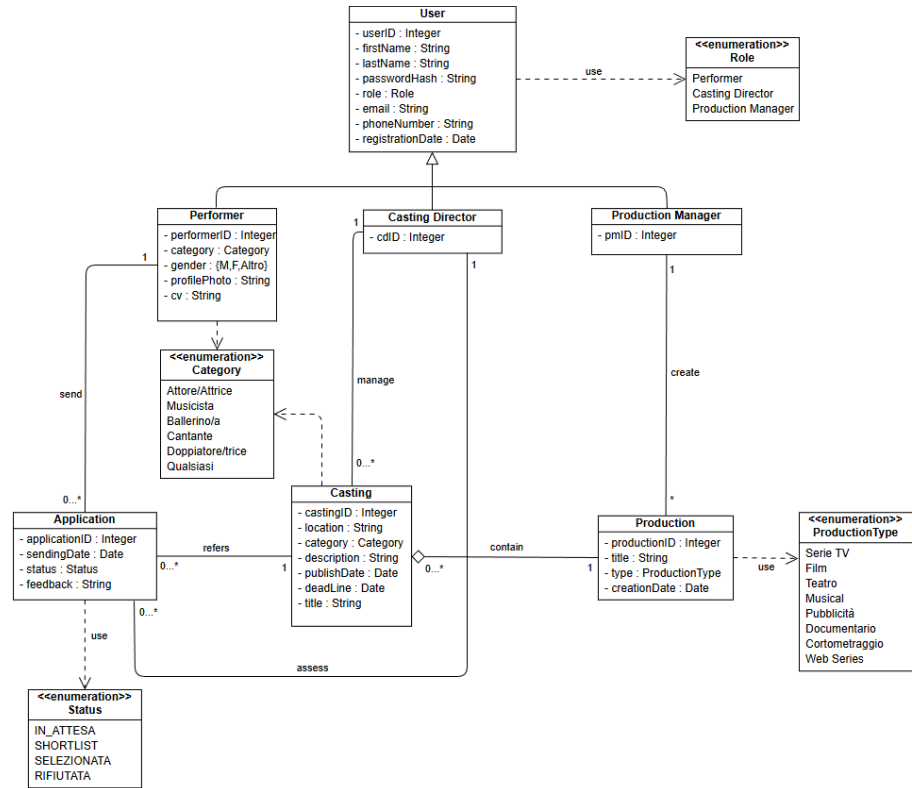 User
- userID : Integer
- firstName : String
- lastName : String
- passwordHash : String
- role : Role
- email : String
- phoneNumber : String
- registrationDate : Date
use
<<enumeration>>
Role
Performer
Casting Director
Production Manager
Performer
- performerID : Integer
- category : Category
- gender : {M,F,Altro}
- profilePhoto : String
- cv : String
Casting Director
- cdID : Integer
Production Manager
- pmID : Integer
1
1
1
1
<<enumeration>>
Category
Attore/Attrice
Musicista
Ballerino/a
Cantante
Doppiatore/trice
Qualsiasi
send
manage
create
0...*
0...*
*
Application
- applicationID : Integer
- sendingDate : Date
- status : Status
- feedback : String
refers
0...*
1
Casting
- castingID : Integer
- location : String
- category : Category
- description : String
- publishDate : Date
- deadLine : Date
- title : String
contain
0...*
1
Production
- productionID : Integer
- title : String
- type : ProductionType
- creationDate : Date
use
<<enumeration>>
ProductionType
Serie TV
Film
Teatro
Musical
Pubblicità
Documentario
Cortometraggio
Web Series
0...*
use
assess
<<enumeration>>
Status
IN_ATTESA
SHORTLIST
SELEZIONATA
RIFIUTATA